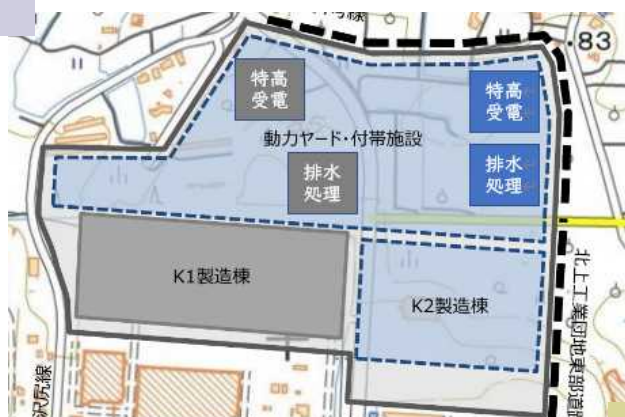 83
特高
受電
特高
受電
動力ヤード・付帯施設
排水
処理
排水
処理
K1製造棟
K2製造棟
北上工業団地東部道路
尻線